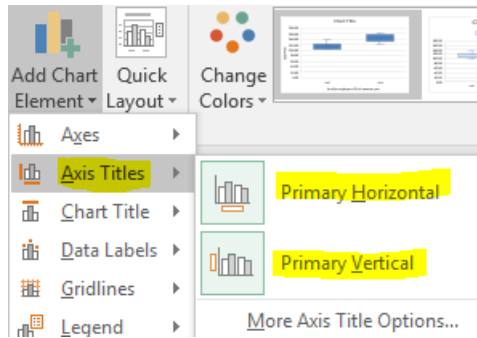 Add Chart
Element
Quick
Layout
Change
Colors
Axes
Axis Titles
Chart Title
Data Labels
Gridlines
Legend
Primary Horizontal
Primary Vertical
More Axis Title Options...